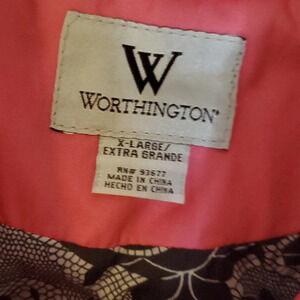 W
WORTHINGTON®
X-LARGE/
EXTRA GRANDE
RN# 93677
MADE IN CHINA
HECHO EN CHINA